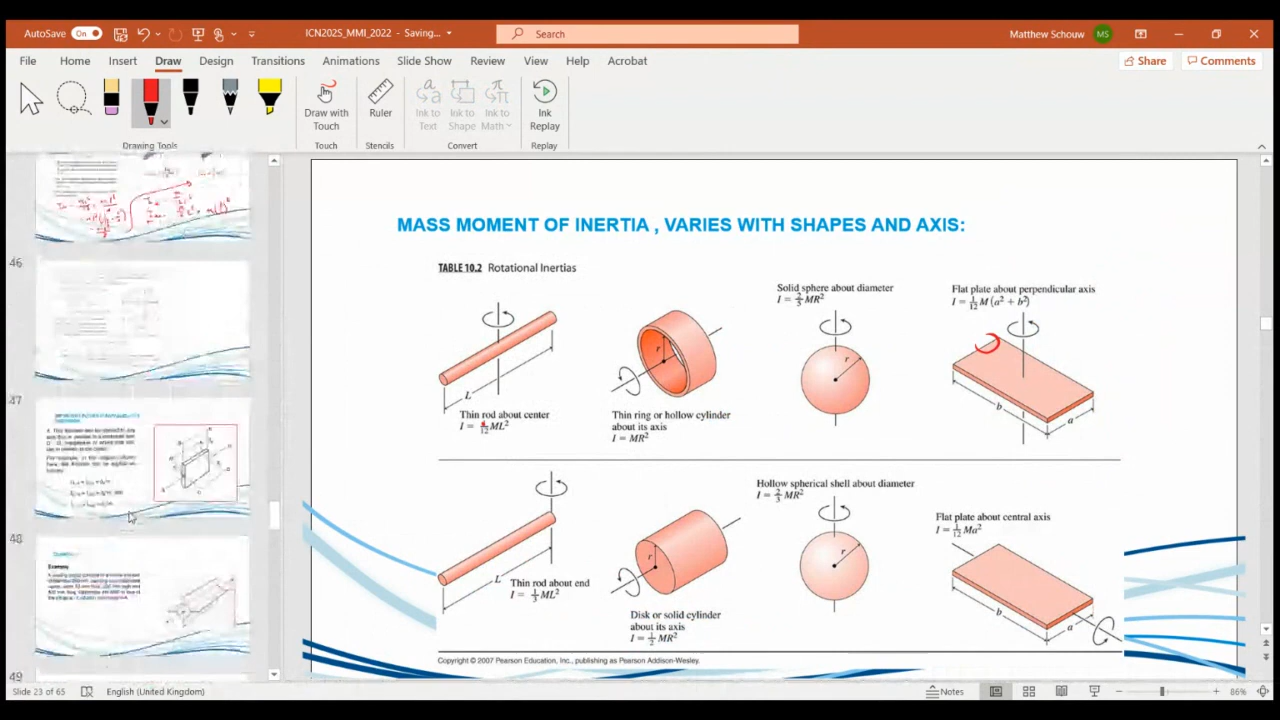 AutoSave On ICN202S_MMI_2022 - Saving... Search Matthew Schouw MS
File Home Insert Draw Design Transitions Animations Slide Show Review View Help Acrobat Share Comments
Draw with
Touch
Ruler
Ink to
Text
Ink to
Shape
Ink to
Math
Ink
Replay
Drawing Tools Touch Stencils Convert Replay
46
47
48
Example
49
MASS MOMENT OF INERTIA , VARIES WITH SHAPES AND AXIS:
TABLE 10.2 Rotational Inertias
L
Thin rod about center
I = 1/12 ML²
r
Thin ring or hollow cylinder
about its axis
I = MR²
Solid sphere about diameter
I = 2/5 MR²
r
Flat plate about perpendicular axis
I = 1/12 M (a² + b²)
b
a
L
Thin rod about end
I = 1/3 ML²
r
Disk or solid cylinder
about its axis
I = 1/2 MR²
Hollow spherical shell about diameter
I = 2/3 MR²
r
Flat plate about central axis
I = 1/12 Ma²
b
a
Copyright © 2007 Pearson Education, Inc., publishing as Pearson Addison-Wesley.
Slide 23 of 65 English (United Kingdom) Notes 86%